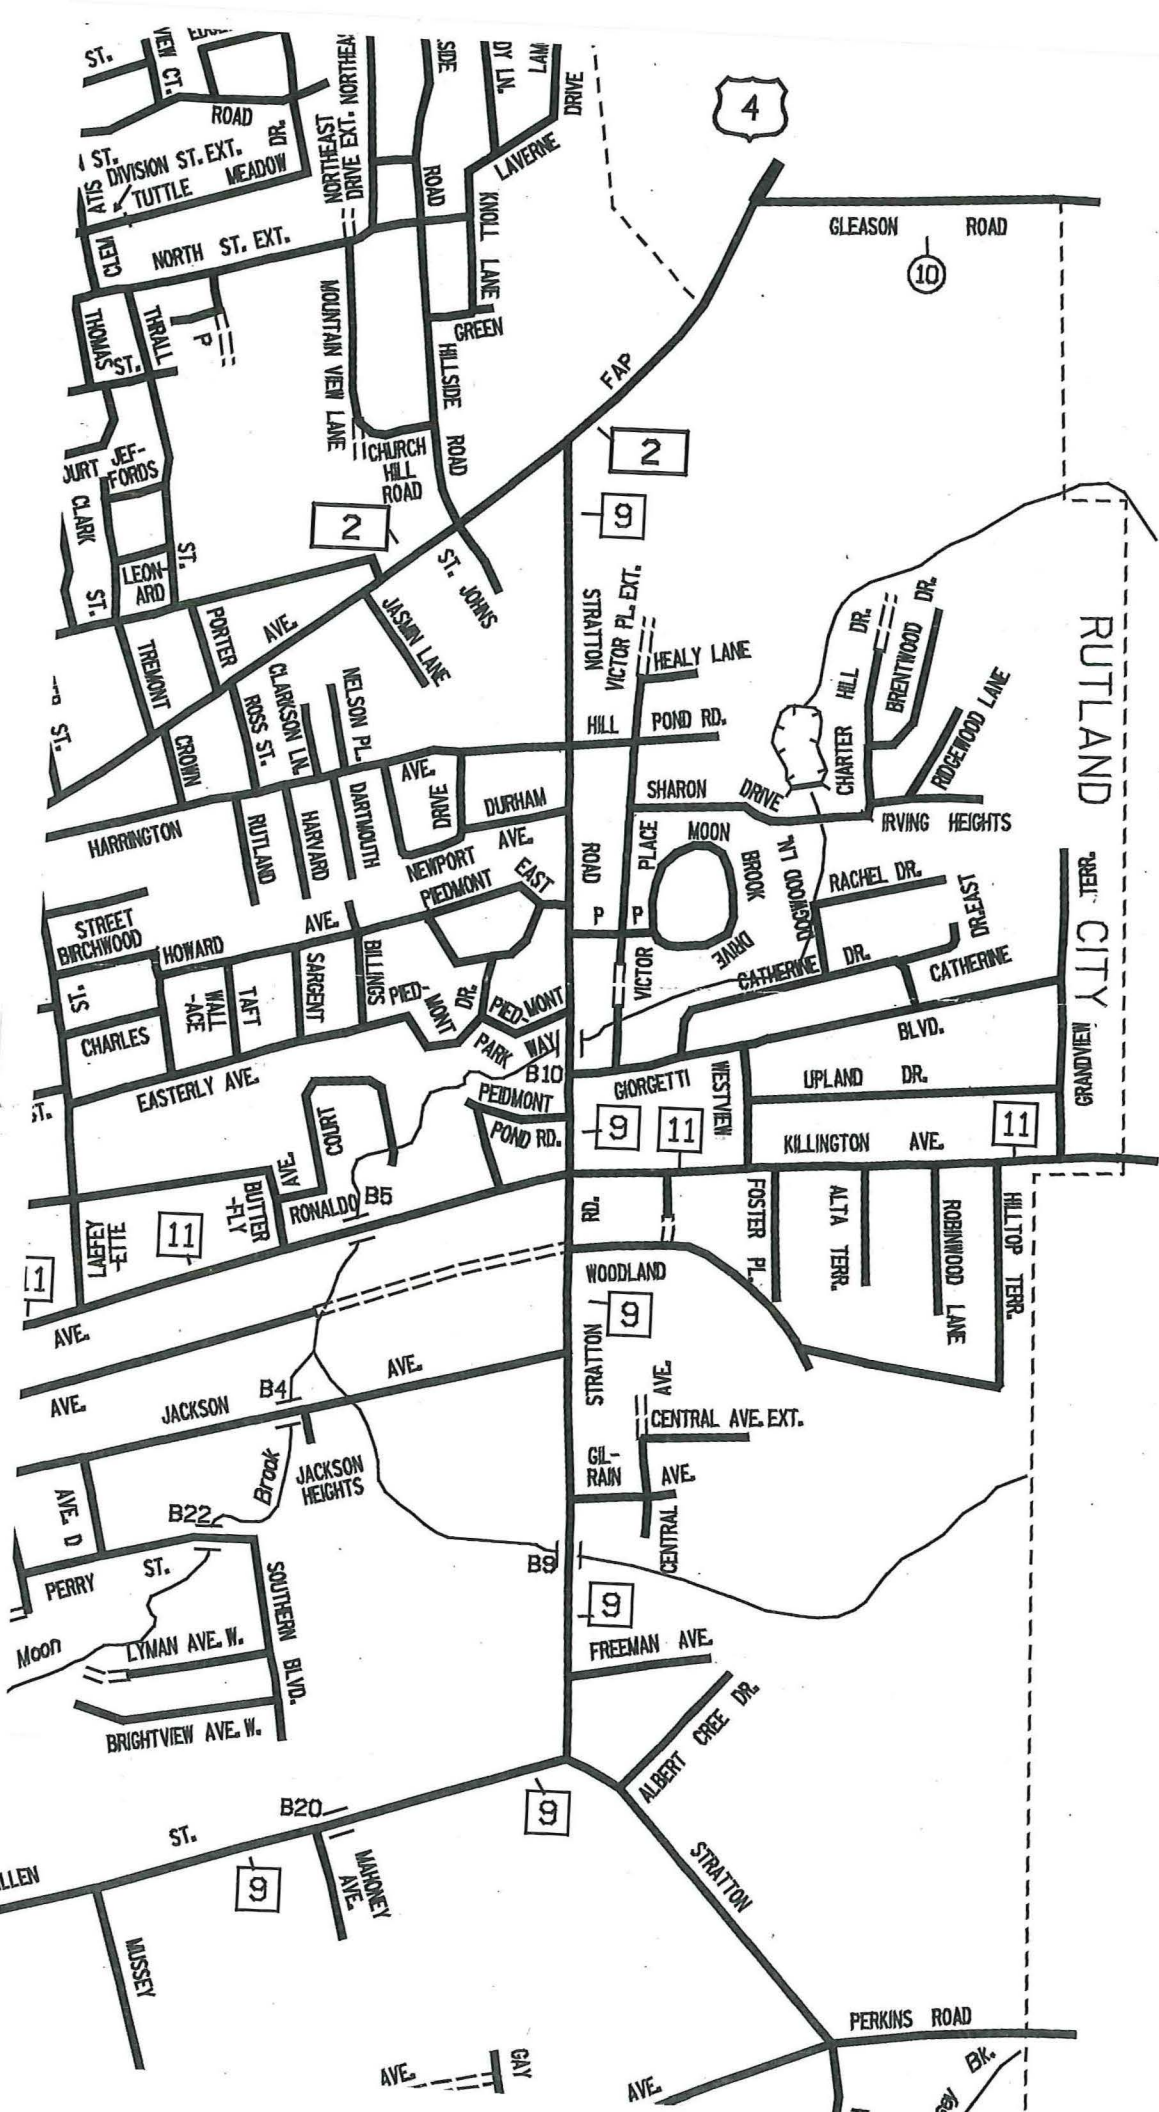 ST.
VIEW CT.
ROAD
DR.
NORTHEAST
DRIVE EXT.
SIDE
DY LN.
DRIVE
LAVERNE
4
ST.
DIVISION ST. EXT.
TUTTLE
MEADOW
ATIS
CLEM
NORTH ST. EXT.
ROAD
KNOLL LANE
GLEASON ROAD
10
THOMAS
ST.
THRALL
P
MOUNTAIN VIEW LANE
GREEN
HILLSIDE ROAD
FAP
2
JEF-
FORDS
CLARK
ST.
CHURCH
HILL
ROAD
2
9
LEON-
ARD
ST.
TREMONT
PORTER
AVE.
JASMIN LANE
ST. JOHNS
STRATTON
VICTOR PL. EXT.
HEALY LANE
HILL
POND RD.
CHARTER HILL DR.
BRENTWOOD DR.
RIDGEWOOD LANE
RUTLAND CITY
ST.
CROWN
ROSS ST.
CLARKSON LN.
NELSON PL.
AVE.
DRIVE
DURHAM
AVE.
SHARON DRIVE
IRVING HEIGHTS
HARRINGTON
RUTLAND
HARVARD
DARTMOUTH
NEWPORT
PIEDMONT
EAST
ROAD
PLACE
MOON
BROOK
DRIVE
DOGWOOD LN.
RACHEL DR.
DR. EAST
TERR.
STREET
BIRCHWOOD
HOWARD
AVE.
P
P
VICTOR
CATHERINE DR.
CATHERINE
ST.
CHARLES
WALL
-ACE
TAFT
SARGENT
BILLINGS
PIED-
MONT
DR.
PIEDMONT
PARK WAY
B10
EASTERLY AVE.
ST.
COURT
PEIDMONT
POND RD.
GIORGETTI
BLVD.
WESTVIEW
UPLAND DR.
GRANDVIEW
9
11
KILLINGTON AVE.
11
AVE.
BUTTER
-FLY
RONALDO
B5
LAEFEY
-ETTE
11
AVE.
RD.
WOODLAND
9
FOSTER PL.
ALTA TERR.
ROBINWOOD LANE
HILLTOP TERR.
AVE.
JACKSON
AVE.
B4
STRATTON
AVE.
CENTRAL AVE. EXT.
GIL-
RAIN
AVE.
CENTRAL
JACKSON
HEIGHTS
Brook
AVE. D
B22
PERRY
ST.
B9
9
SOUTHERN BLVD.
Moon
LYMAN AVE. W.
BRIGHTVIEW AVE. W.
FREEMAN AVE.
ALBERT CREE DR.
9
B20
ST.
9
MAHONEY
AVE.
MUSSEY
STRATTON
PERKINS ROAD
AVE.
GAY
AVE.
BK.